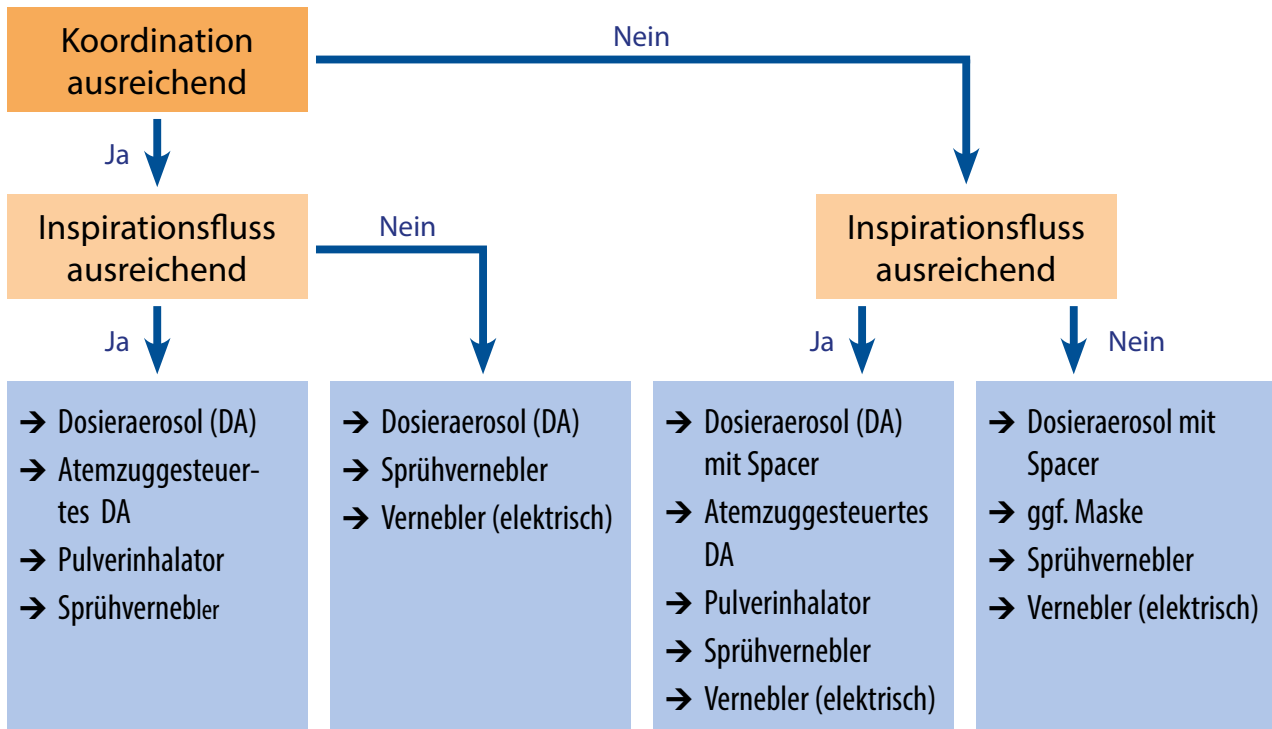 Koordination
ausreichend
Nein
Ja
Inspirationsfluss
ausreichend
Nein
Inspirationsfluss
ausreichend
Ja
Ja
Nein
➔ Dosieraerosol (DA)
➔ Atemzuggesteuer-
tes DA
➔ Pulverinhalator
➔ Sprühvernebler
➔ Dosieraerosol (DA)
➔ Sprühvernebler
➔ Vernebler (elektrisch)
➔ Dosieraerosol (DA)
mit Spacer
➔ Atemzuggesteuertes
DA
➔ Pulverinhalator
➔ Sprühvernebler
➔ Vernebler (elektrisch)
➔ Dosieraerosol mit
Spacer
➔ ggf. Maske
➔ Sprühvernebler
➔ Vernebler (elektrisch)